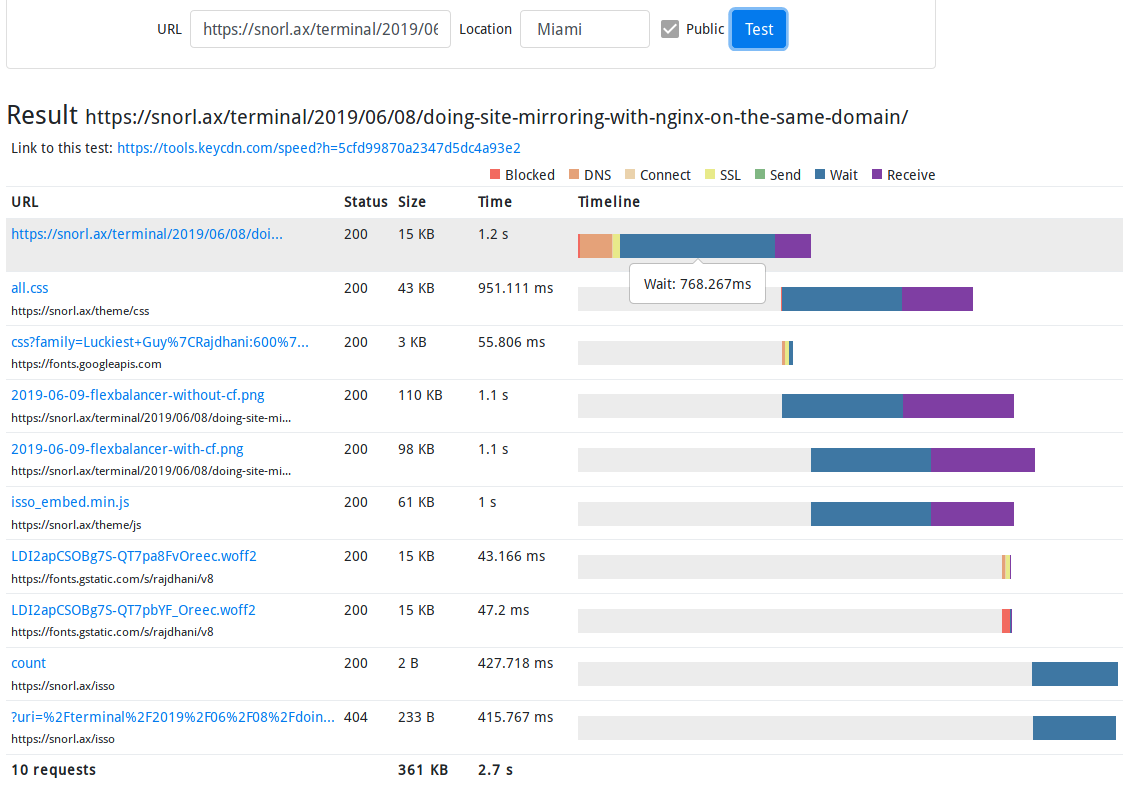 URL https://snorl.ax/terminal/2019/06 Location Miami Public Test
Result https://snorl.ax/terminal/2019/06/08/doing-site-mirroring-with-nginx-on-the-same-domain/
Link to this test: https://tools.keycdn.com/speed?h=5cfd99870a2347d5dc4a93e2
Blocked DNS Connect SSL Send Wait Receive
URL Status Size Time Timeline
https://snorl.ax/terminal/2019/06/08/doi... 200 15 KB 1.2 s
Wait: 768.267ms
all.css 200 43 KB 951.111 ms
https://snorl.ax/theme/css
css?family=Luckiest+Guy%7CRajdhani:600%7... 200 3 KB 55.806 ms
https://fonts.googleapis.com
2019-06-09-flexbalancer-without-cf.png 200 110 KB 1.1 s
https://snorl.ax/terminal/2019/06/08/doing-site-mi...
2019-06-09-flexbalancer-with-cf.png 200 98 KB 1.1 s
https://snorl.ax/terminal/2019/06/08/doing-site-mi...
isso_embed.min.js 200 61 KB 1 s
https://snorl.ax/theme/js
LDI2apCSOBg7S-QT7pa8FvOreec.woff2 200 15 KB 43.166 ms
https://fonts.gstatic.com/s/rajdhani/v8
LDI2apCSOBg7S-QT7pbYF_Oreec.woff2 200 15 KB 47.2 ms
https://fonts.gstatic.com/s/rajdhani/v8
count 200 2 B 427.718 ms
https://snorl.ax/isso
?uri=%2Fterminal%2F2019%2F06%2F08%2Fdoin... 404 233 B 415.767 ms
https://snorl.ax/isso
10 requests 361 KB 2.7 s